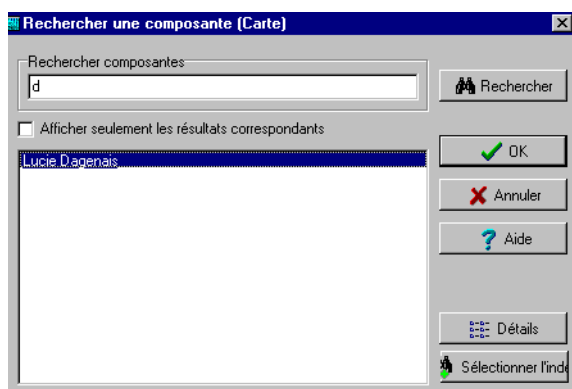 Rechercher une composante (Carte)
Rechercher composantes
d
Rechercher
Afficher seulement les résultats correspondants
OK
Lucie Dagenais
Annuler
Aide
Détails
Sélectionner l'inde